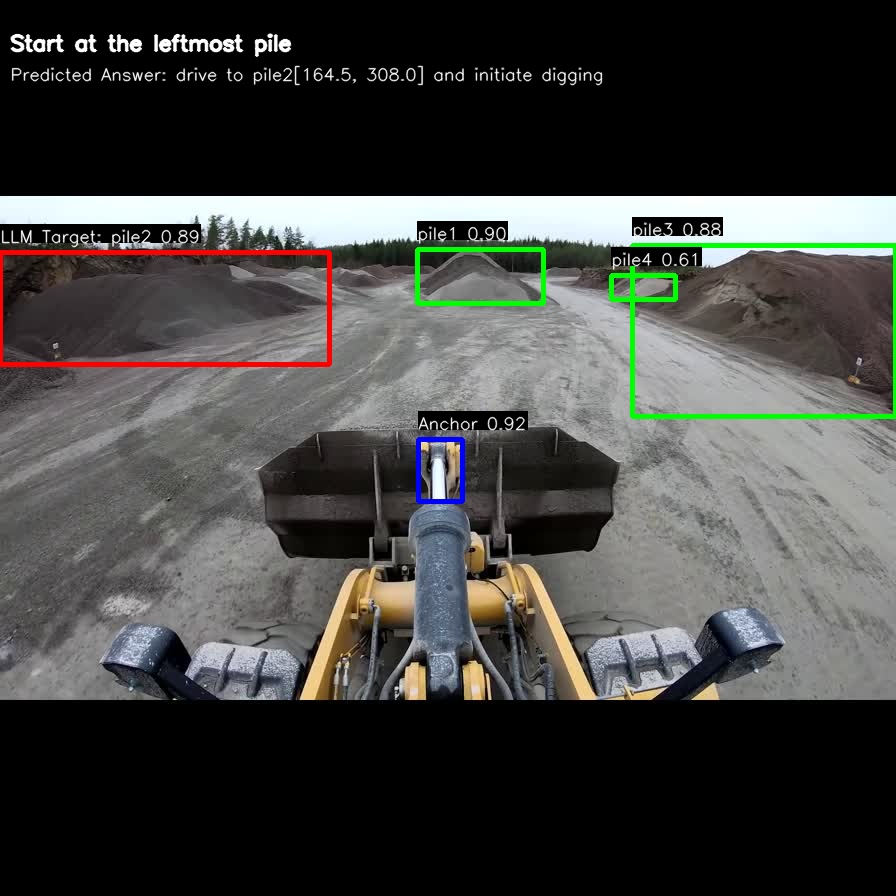 Start at the leftmost pile
Predicted Answer: drive to pile2[164.5, 308.0] and initiate digging
LLM Target: pile2 0.89
pile1 0.90
pile3 0.88
pile4 0.61
Anchor 0.92